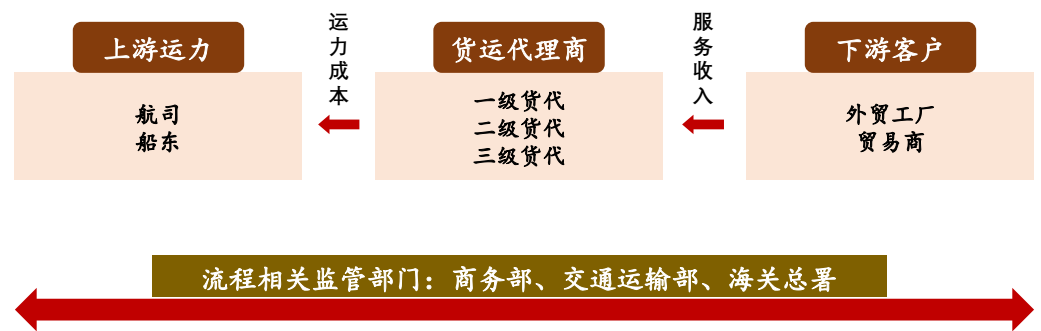 上游运力
运力成本
货运代理商
服务收入
下游客户
航司
船东
一级货代
二级货代
三级货代
外贸工厂
贸易商
流程相关监管部门：商务部、交通运输部、海关总署